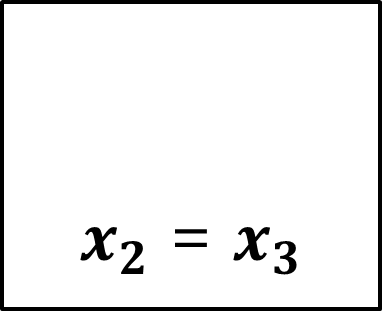 x₂ = x₃